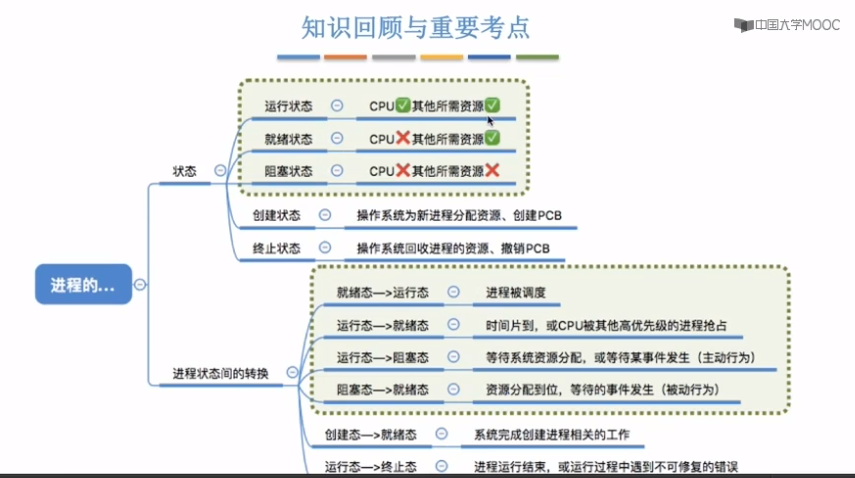 知识回顾与重要考点
中国大学MOOC
运行状态 CPU✅其他所需资源✅
就绪状态 CPU❌其他所需资源✅
状态 阻塞状态 CPU❌其他所需资源❌
创建状态 操作系统为新进程分配资源、创建PCB
终止状态 操作系统回收进程的资源、撤销PCB
进程的...
就绪态—>运行态 进程被调度
运行态—>就绪态 时间片到，或CPU被其他高优先级的进程抢占
运行态—>阻塞态 等待系统资源分配，或等待某事件发生（主动行为）
进程状态间的转换
阻塞态—>就绪态 资源分配到位，等待的事件发生（被动行为）
创建态—>就绪态 系统完成创建进程相关的工作
运行态—>终止态 进程运行结束，或运行过程中遇到不可修复的错误